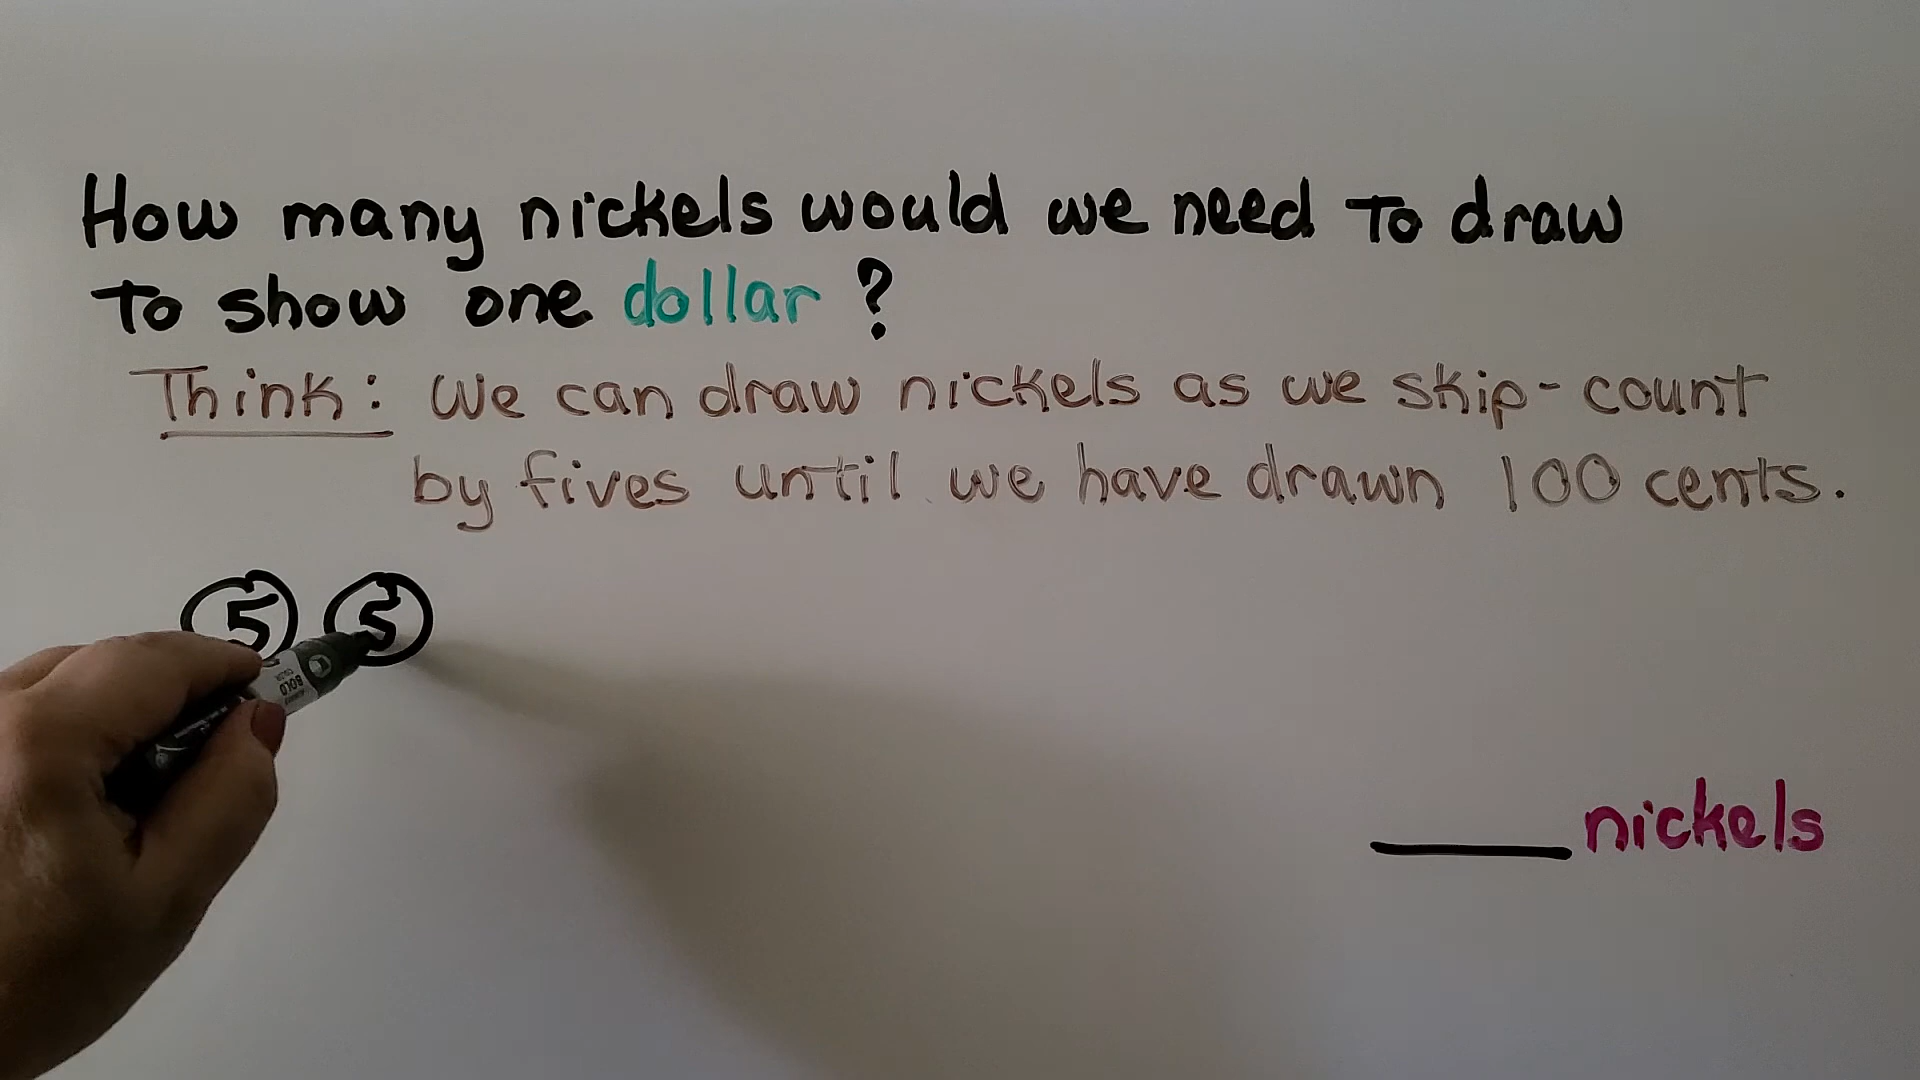 How many nickels would we need to draw
to show one dollar?
Think: We can draw nickels as we skip-count
by fives until we have drawn 100 cents.
5 5
BOLD
____ nickels